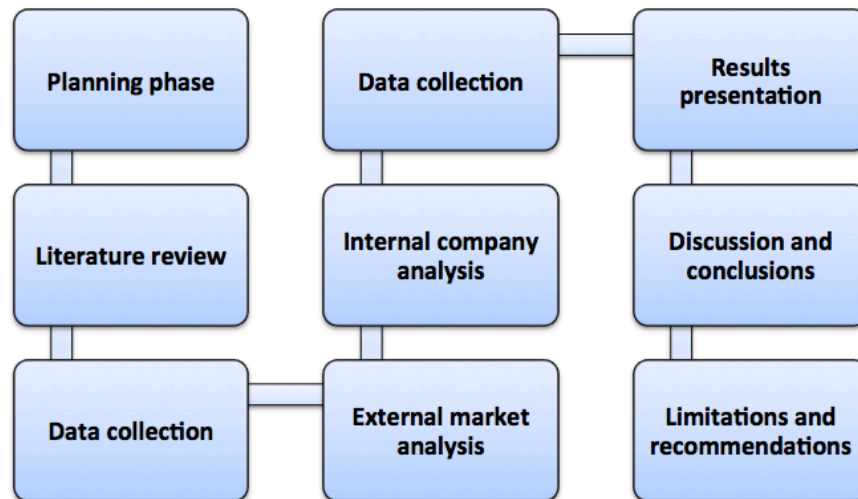 Planning phase
Literature review
Data collection
External market
analysis
Internal company
analysis
Data collection
Results
presentation
Discussion and
conclusions
Limitations and
recommendations